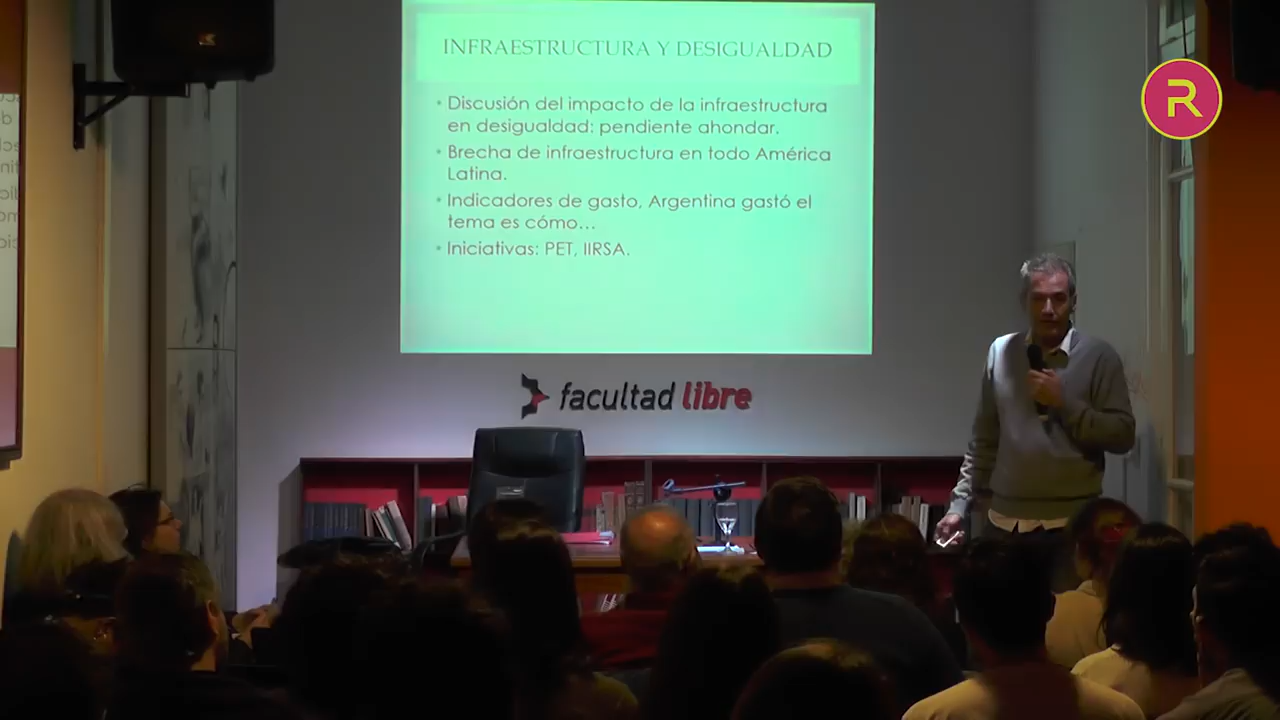 INFRAESTRUCTURA Y DESIGUALDAD
• Discusión del impacto de la infraestructura
en desigualdad: pendiente ahondar.
• Brecha de infraestructura en todo América
Latina.
• Indicadores de gasto, Argentina gastó el
tema es cómo...
• Iniciativas: PET, IIRSA.
R
facultad libre